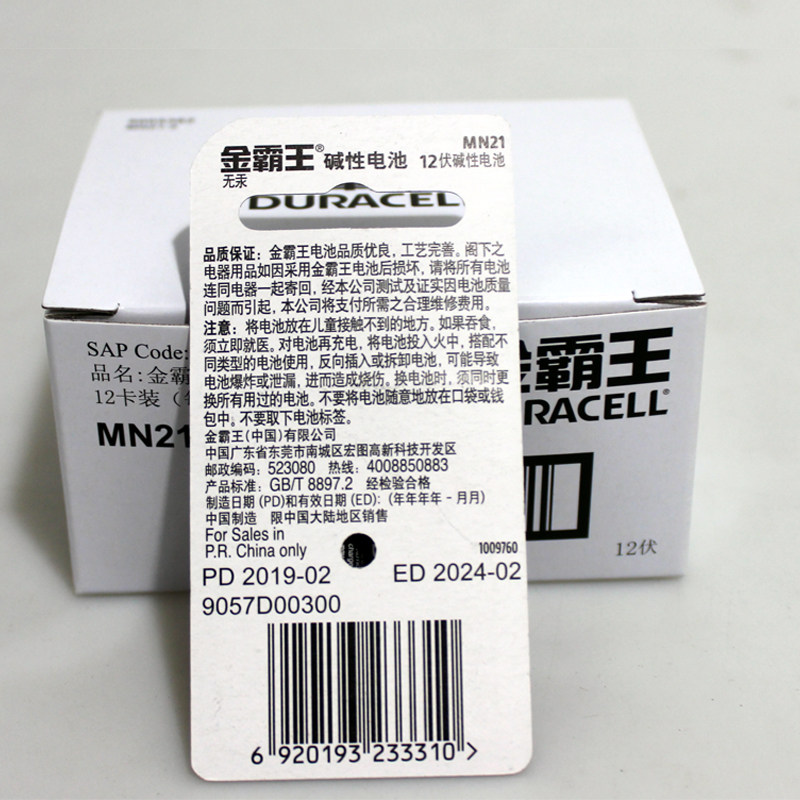 MN21
金霸王® 碱性电池 12伏碱性电池
无汞
DURACEL
品质保证：金霸王电池品质优良，工艺完善。阁下之
电器用品如因采用金霸王电池后损坏，请将所有电池
连同电器一起寄回，经本公司测试及证实因电池质量
问题而引起，本公司将支付所需之合理维修费用。
注意：将电池放在儿童接触不到的地方。如果吞食，
须立即就医。对电池再充电，将电池投入火中，搭配不
同类型的电池使用，反向插入或拆卸电池，可能导致
电池爆炸或泄漏，进而造成烧伤。换电池时，须同时更
换所有用过的电池。不要将电池随意地放在口袋或钱
包中。不要取下电池标签。
金霸王(中国)有限公司
中国广东省东莞市南城区宏图高新科技开发区
邮政编码：523080 热线：4008850883
产品标准：GB/T 8897.2 经检验合格
制造日期 (PD)和有效日期 (ED)：(年年年年 - 月月)
中国制造 限中国大陆地区销售
For Sales in
P.R. China only
1009760
PD 2019-02 ED 2024-02
9057D00300
6 920193 233310 >
SAP Code:
品名：金霸
12卡装（
MN21
霸王
RACELL®
12伏